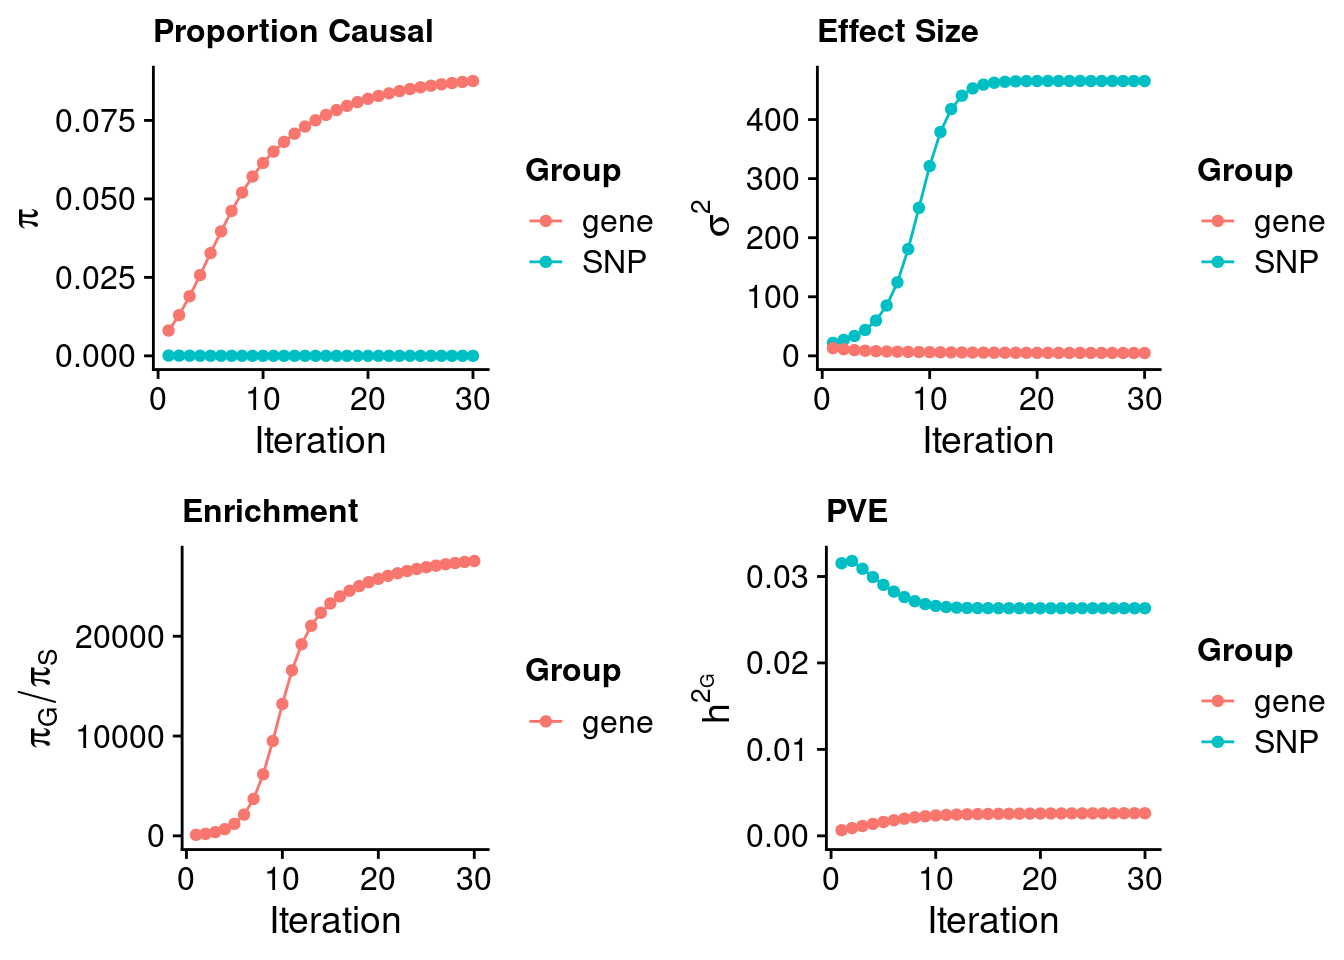 Proportion Causal
π
0.075
0.050
0.025
0.000
0 10 20 30
Iteration
Group
gene
SNP
Effect Size
σ²
400
300
200
100
0
0 10 20 30
Iteration
Group
gene
SNP
Enrichment
π_G/π_S
20000
10000
0
0 10 20 30
Iteration
Group
gene
PVE
h^2_G
0.03
0.02
0.01
0.00
0 10 20 30
Iteration
Group
gene
SNP